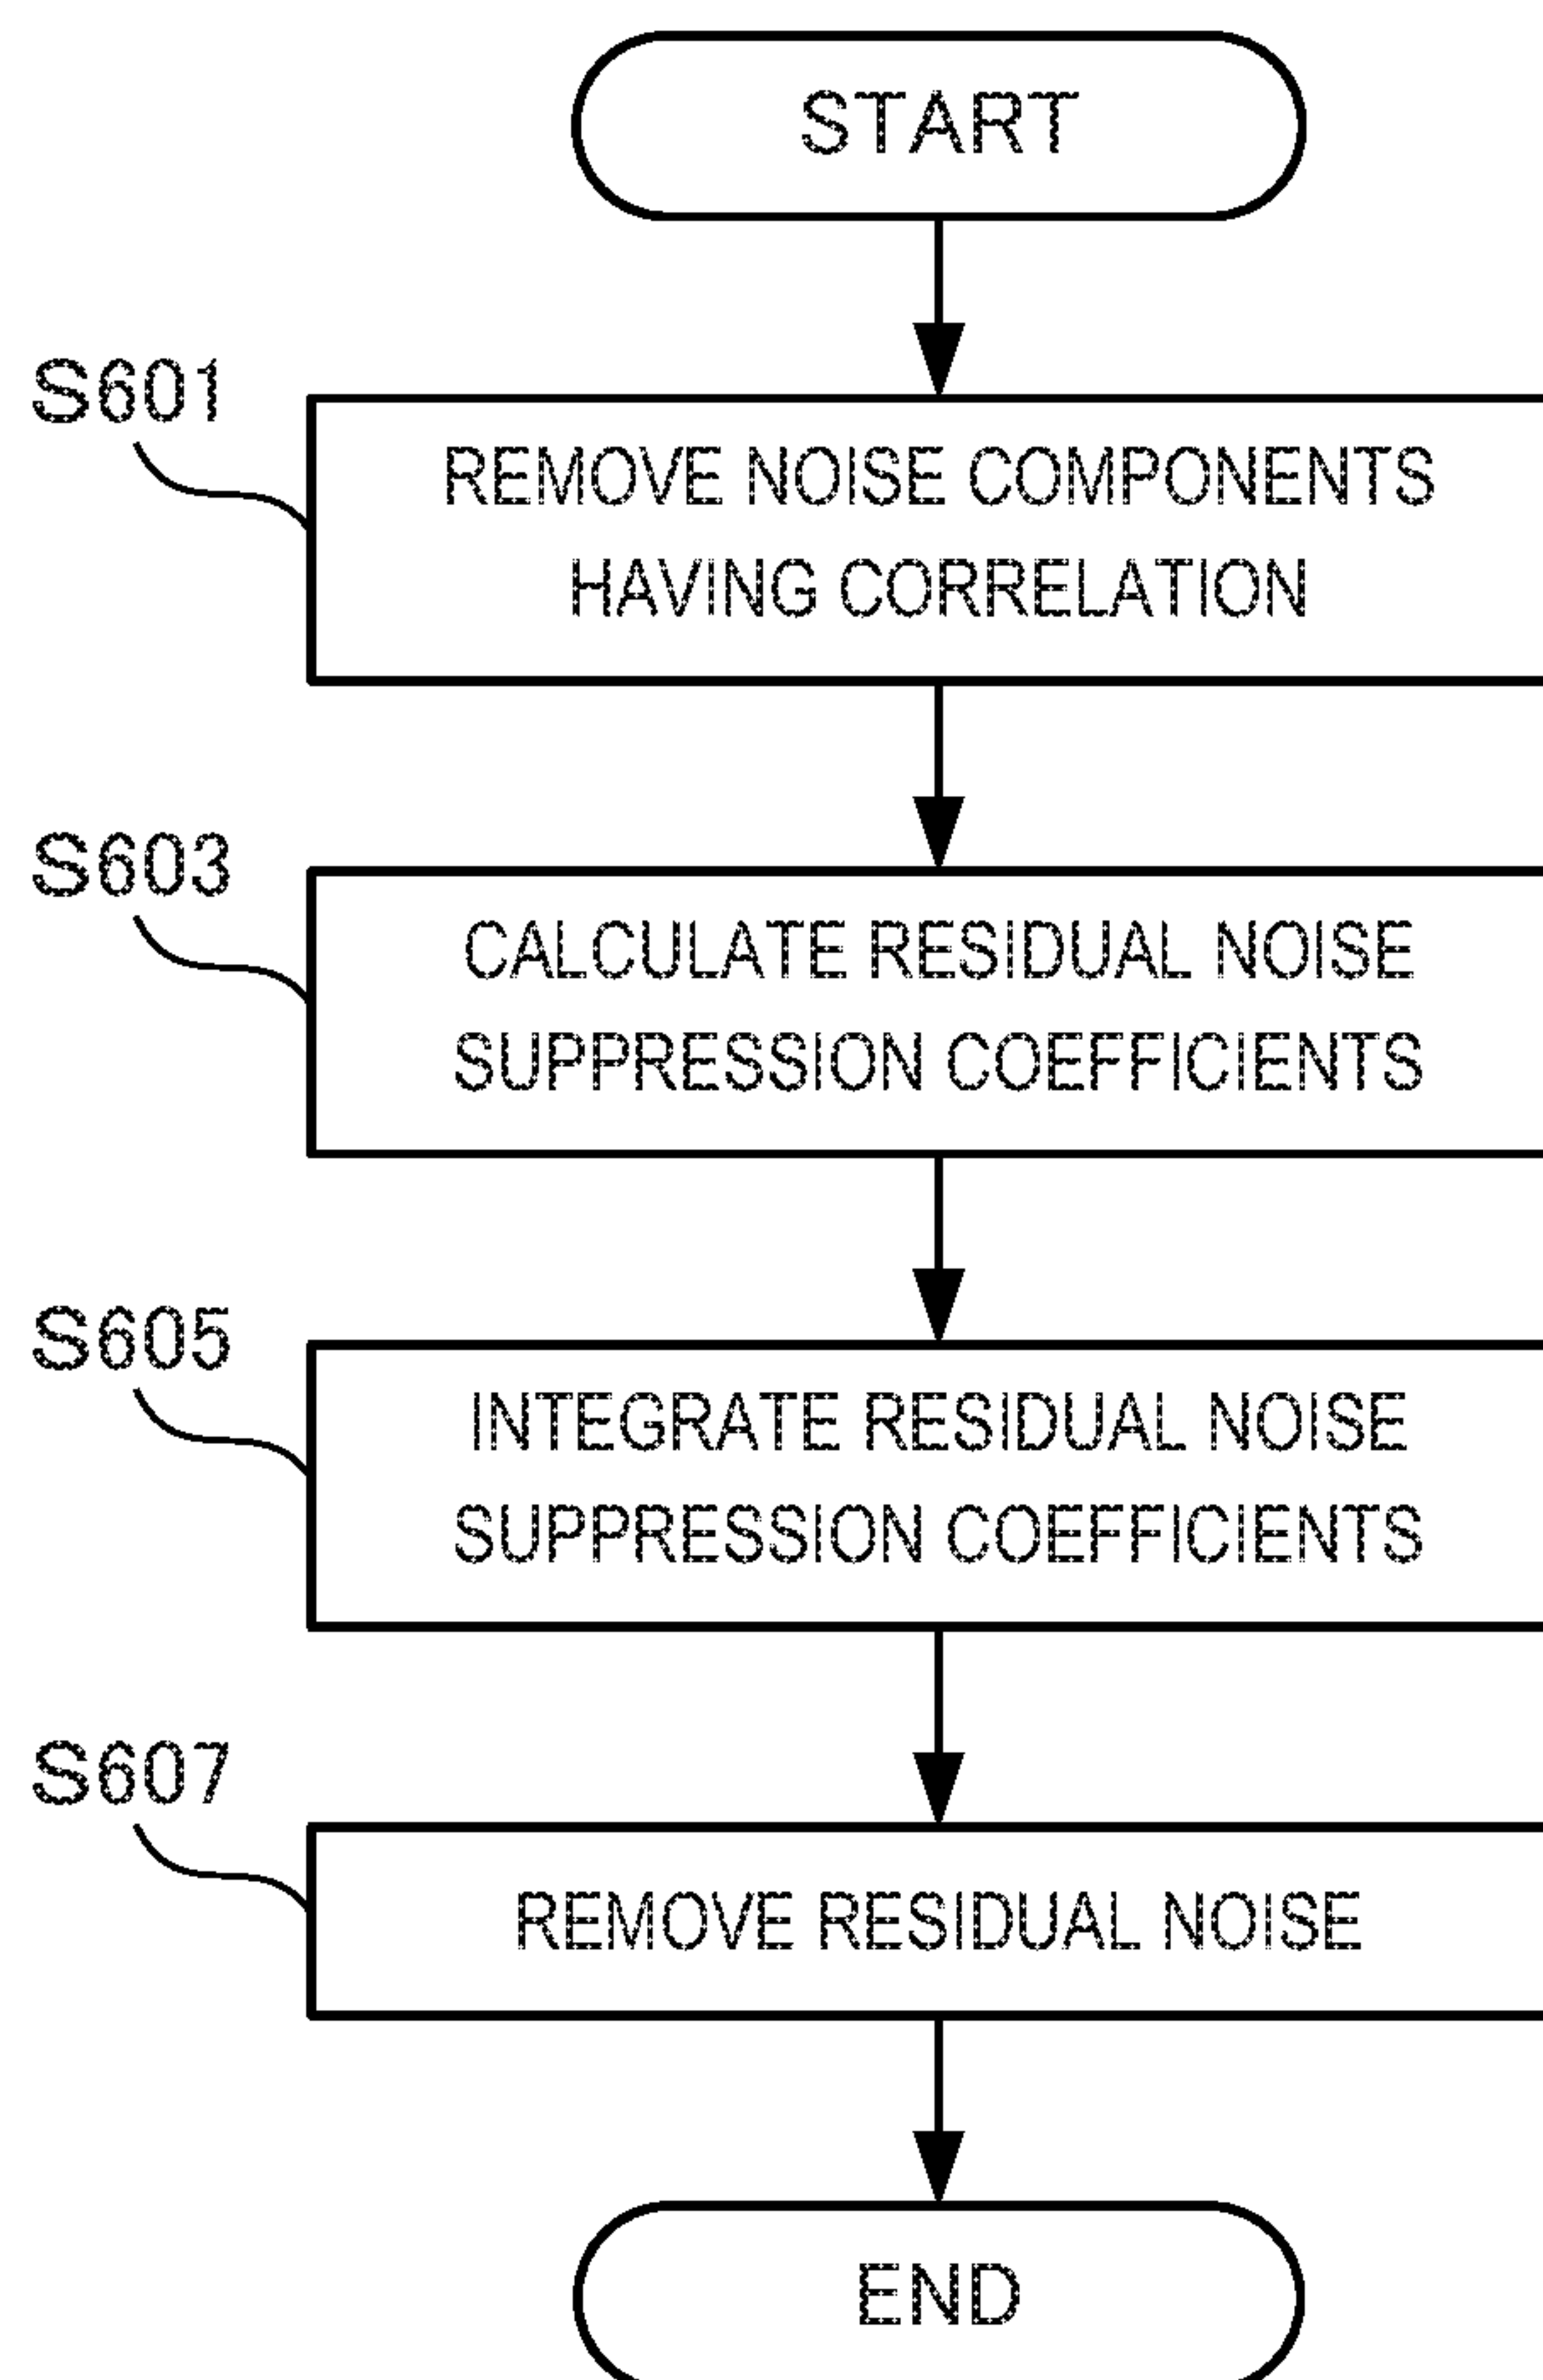 START
S601
REMOVE NOISE COMPONENTS
HAVING CORRELATION
S603
CALCULATE RESIDUAL NOISE
SUPPRESSION COEFFICIENTS
S605
INTEGRATE RESIDUAL NOISE
SUPPRESSION COEFFICIENTS
S607
REMOVE RESIDUAL NOISE
END